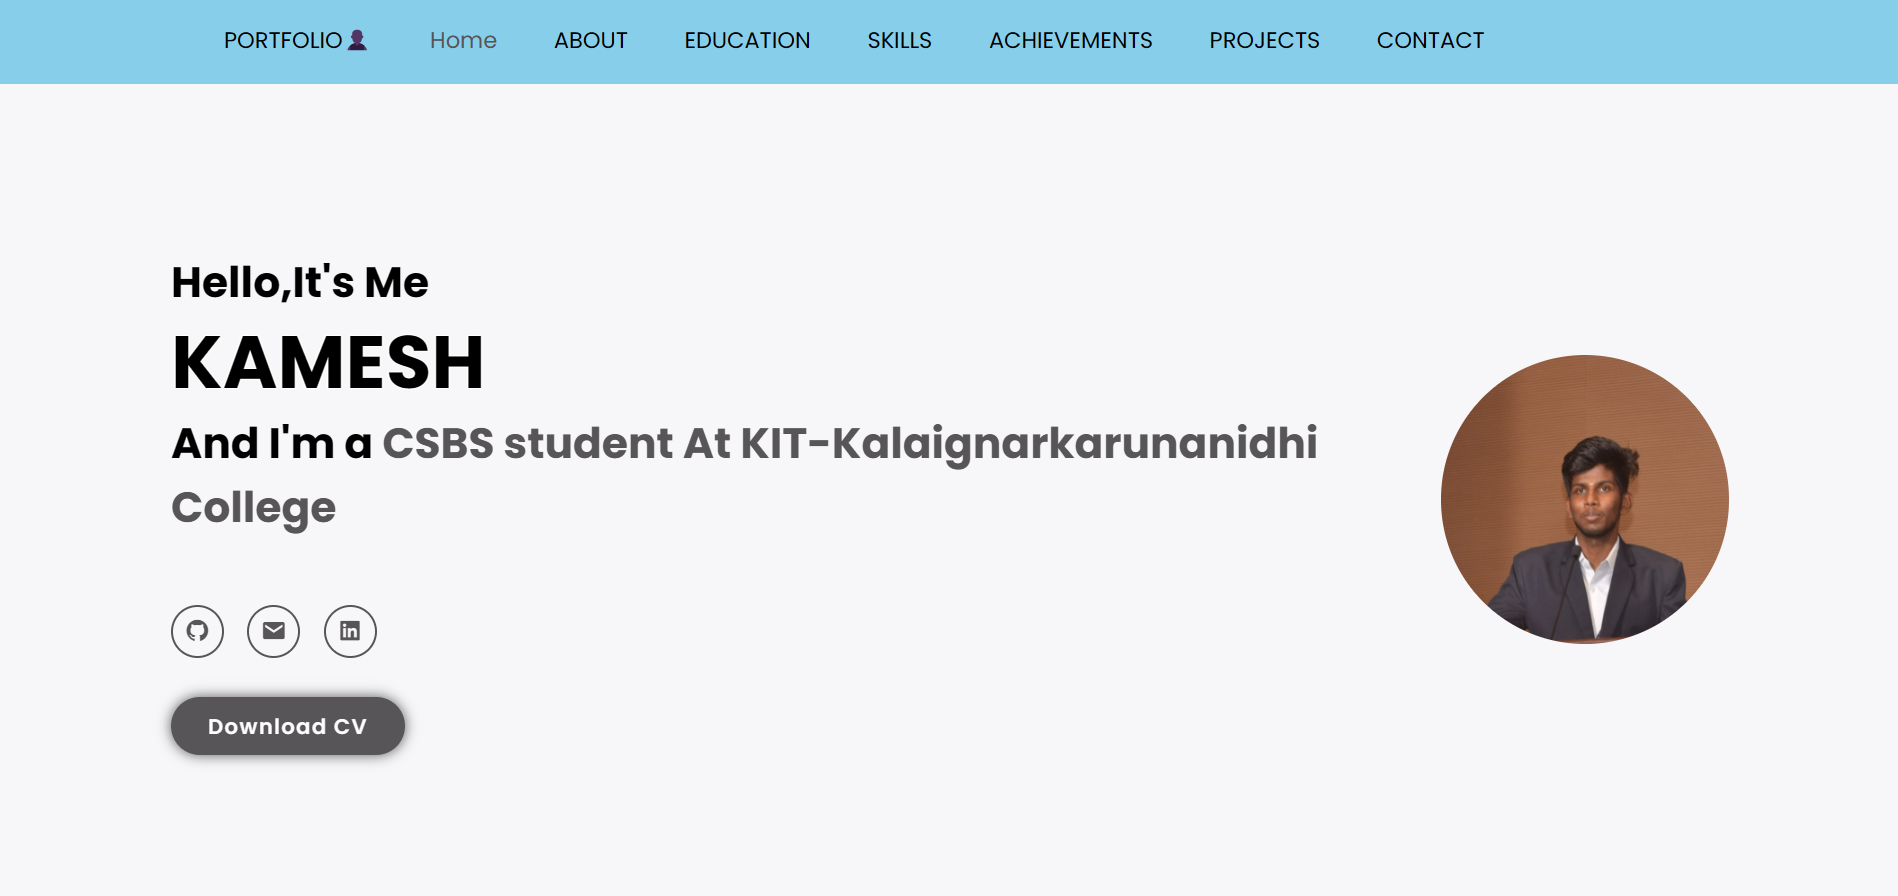 PORTFOLIO👤 Home ABOUT EDUCATION SKILLS ACHIEVEMENTS PROJECTS CONTACT
Hello,It's Me
KAMESH
And I'm a CSBS student At KIT-Kalaignarkarunanidhi
College
Download CV